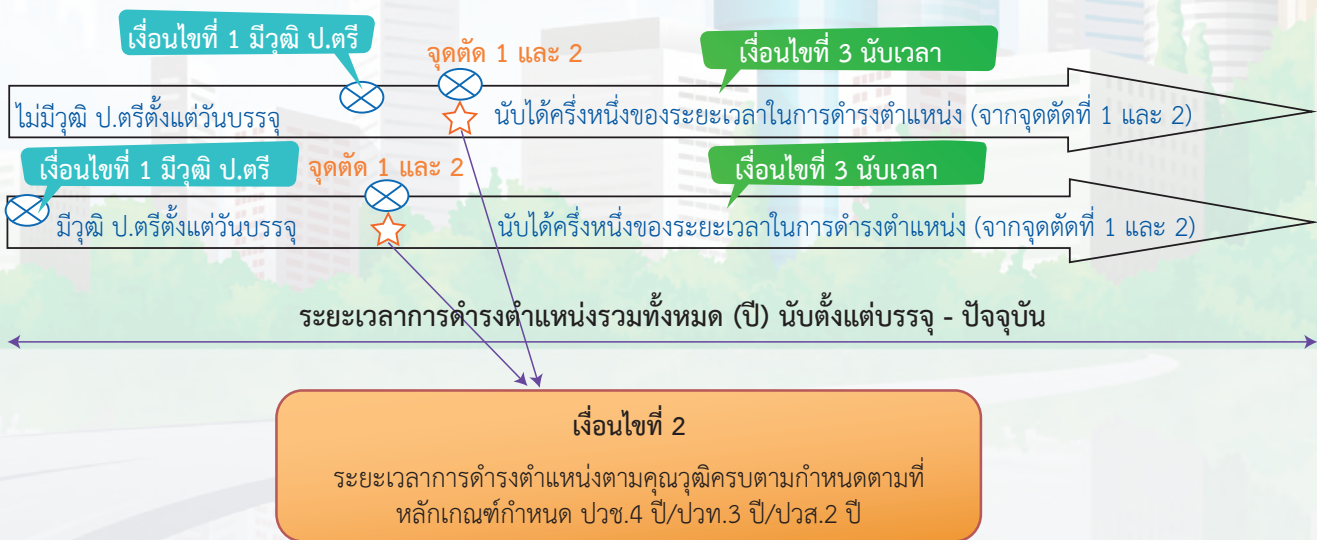 เงื่อนไขที่ 1 มีวุฒิ ป.ตรี
จุดตัด 1 และ 2
เงื่อนไขที่ 3 นับเวลา
ไม่มีวุฒิ ป.ตรีตั้งแต่วันบรรจุ
นับได้ครึ่งหนึ่งของระยะเวลาในการดำรงตำแหน่ง (จากจุดตัดที่ 1 และ 2)
เงื่อนไขที่ 1 มีวุฒิ ป.ตรี
จุดตัด 1 และ 2
เงื่อนไขที่ 3 นับเวลา
มีวุฒิ ป.ตรีตั้งแต่วันบรรจุ
นับได้ครึ่งหนึ่งของระยะเวลาในการดำรงตำแหน่ง (จากจุดตัดที่ 1 และ 2)
ระยะเวลาการดำรงตำแหน่งรวมทั้งหมด (ปี) นับตั้งแต่บรรจุ - ปัจจุบัน
เงื่อนไขที่ 2
ระยะเวลาการดำรงตำแหน่งตามคุณวุฒิครบตามกำหนดตามที่
หลักเกณฑ์กำหนด ปวช.4 ปี/ปวท.3 ปี/ปวส.2 ปี